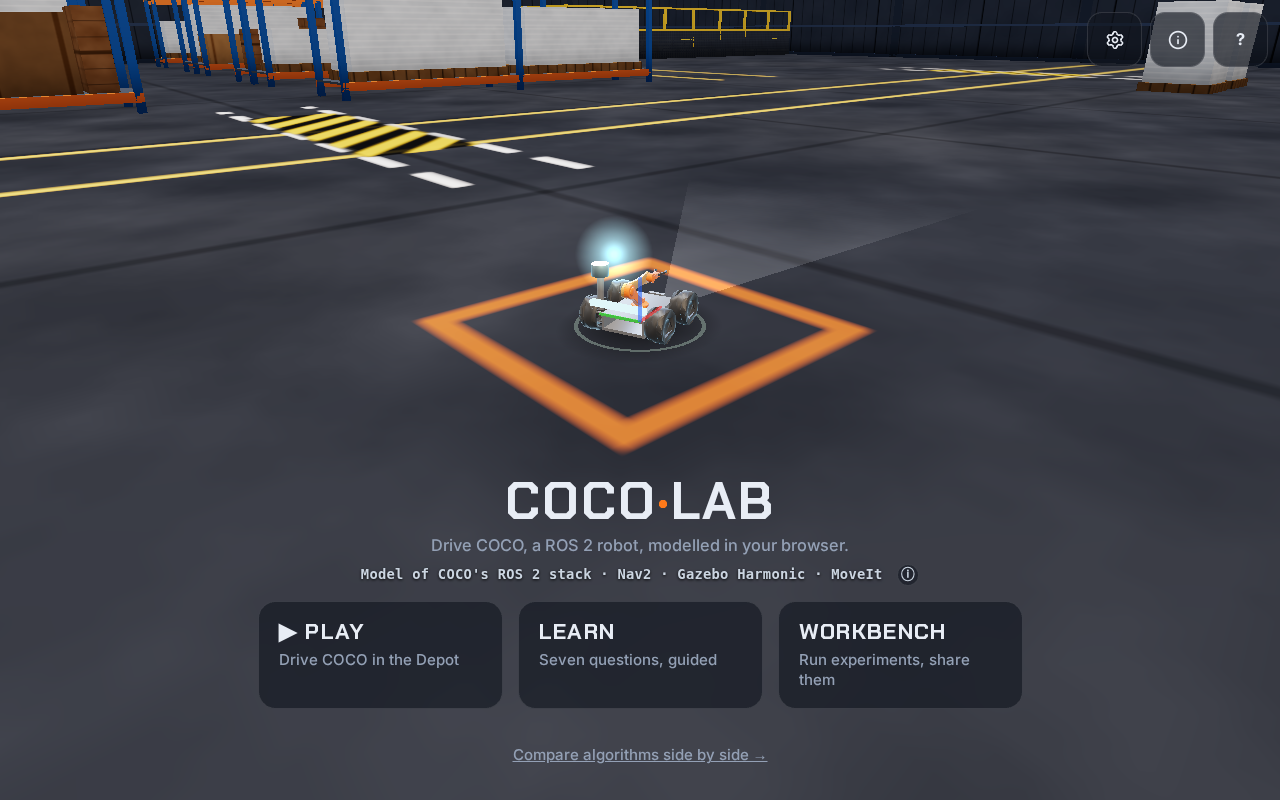 ?
COCO·LAB
Drive COCO, a ROS 2 robot, modelled in your browser.
Model of COCO's ROS 2 stack · Nav2 · Gazebo Harmonic · MoveIt ⓘ
▶ PLAY
Drive COCO in the Depot
LEARN
Seven questions, guided
WORKBENCH
Run experiments, share
them
Compare algorithms side by side →